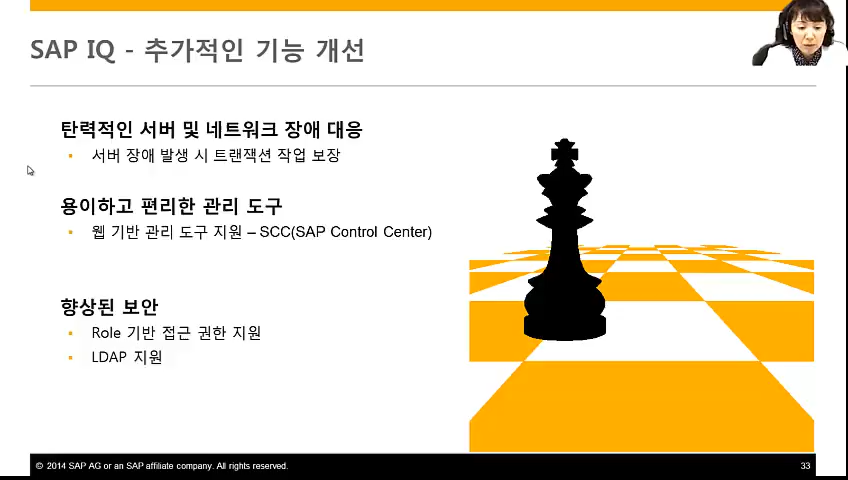 SAP IQ - 추가적인 기능 개선
탄력적인 서버 및 네트워크 장애 대응
서버 장애 발생 시 트랜잭션 작업 보장
용이하고 편리한 관리 도구
웹 기반 관리 도구 지원 – SCC(SAP Control Center)
향상된 보안
Role 기반 접근 권한 지원
LDAP 지원
© 2014 SAP AG or an SAP affiliate company. All rights reserved.
33